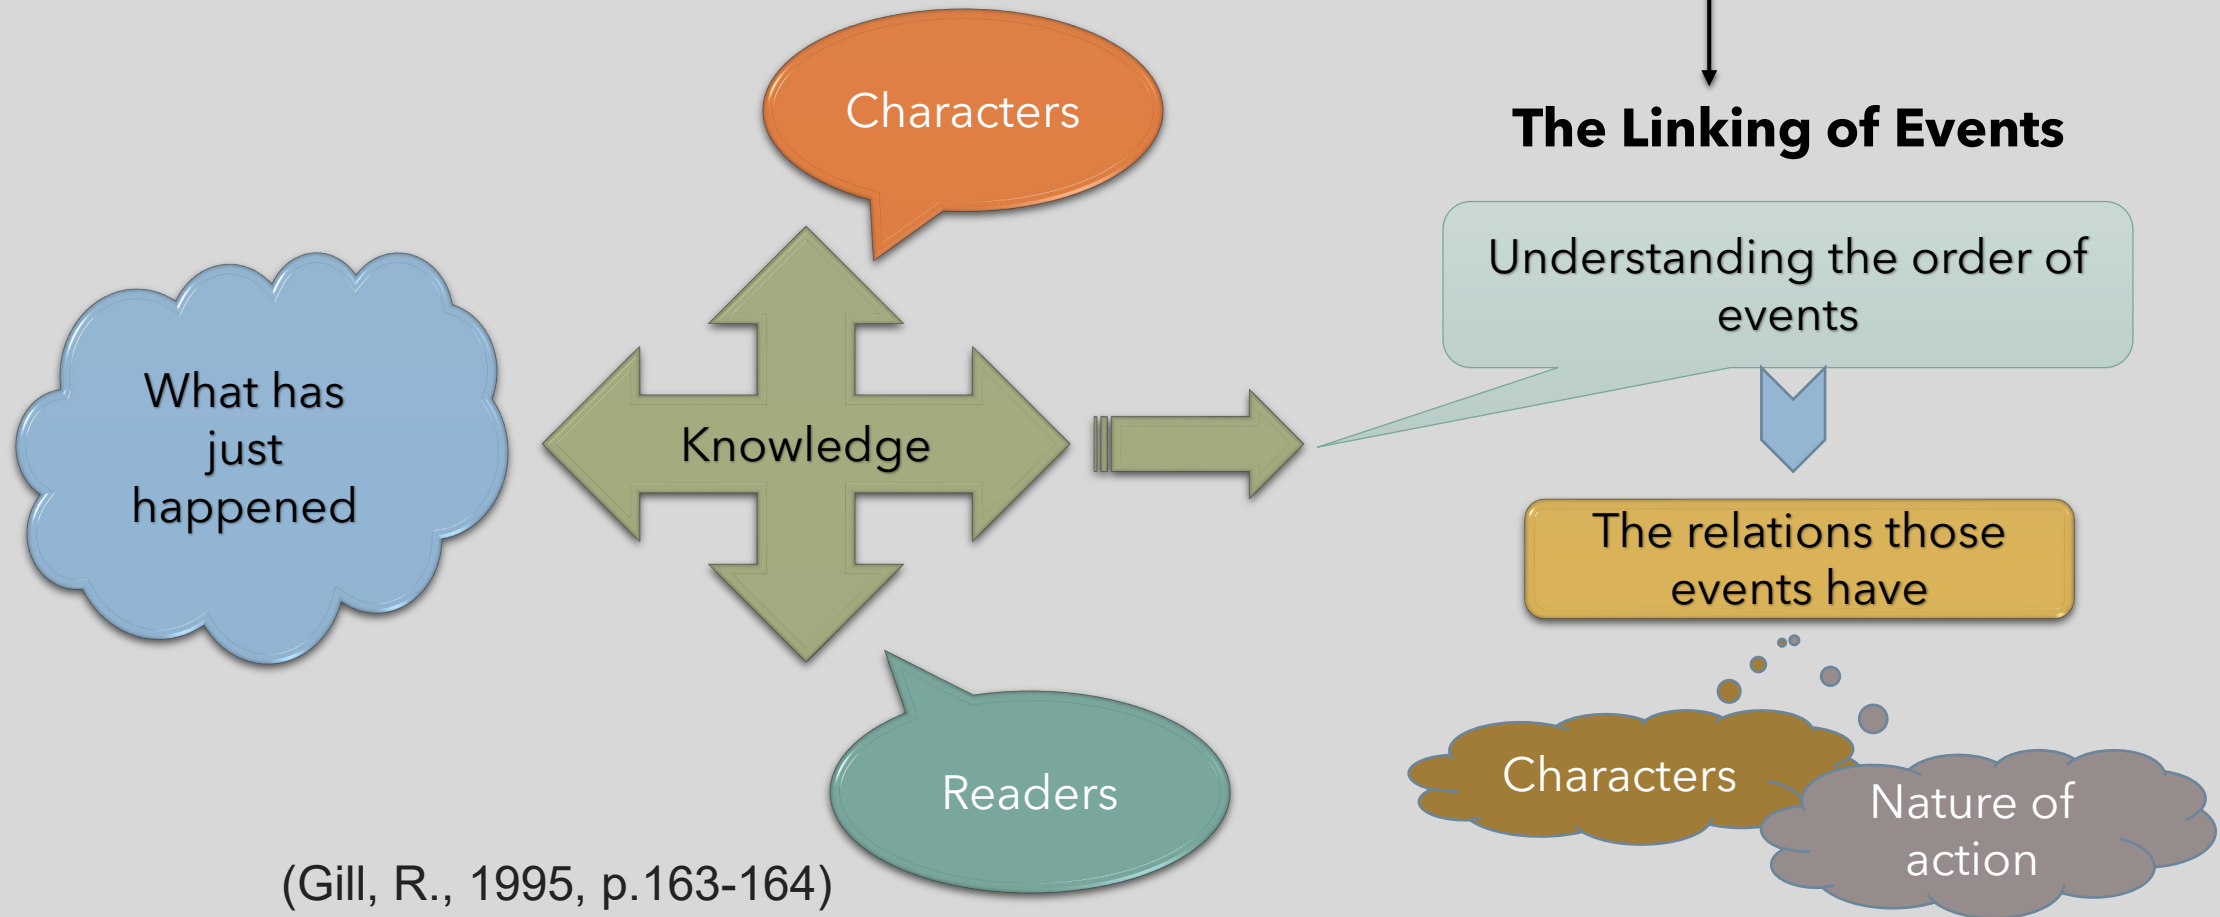 Characters
What has
just
happened
Knowledge
Readers
(Gill, R., 1995, p.163-164)
The Linking of Events
Understanding the order of
events
The relations those
events have
Characters
Nature of
action